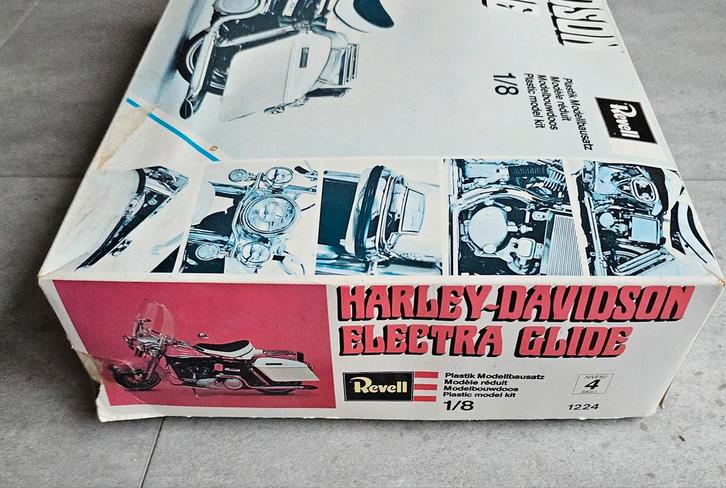 Plastik Modellbausatz
Modèle réduit
Modelbouwdoos
Plastic model kit
1/8
Revell
HARLEY-DAVIDSON
ELECTRA GLIDE
Revell
Plastik Modellbausatz
Modèle réduit
Modelbouwdoos
Plastic model kit
1/8
NIVEAU
4
SKILL
1224